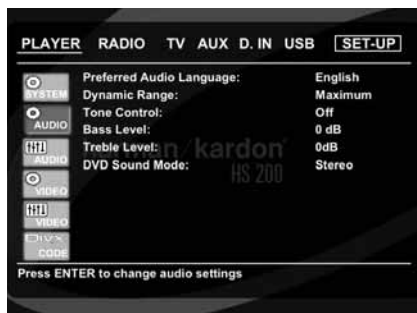 PLAYER RADIO TV AUX D. IN USB SET-UP
Preferred Audio Language: English
Dynamic Range: Maximum
Tone Control: Off
Bass Level: 0 dB
Treble Level: 0dB
DVD Sound Mode: Stereo
SYSTEM
AUDIO
AUDIO
VIDEO
VIDEO
DivX
CODE
harman/kardon
HS 200
Press ENTER to change audio settings